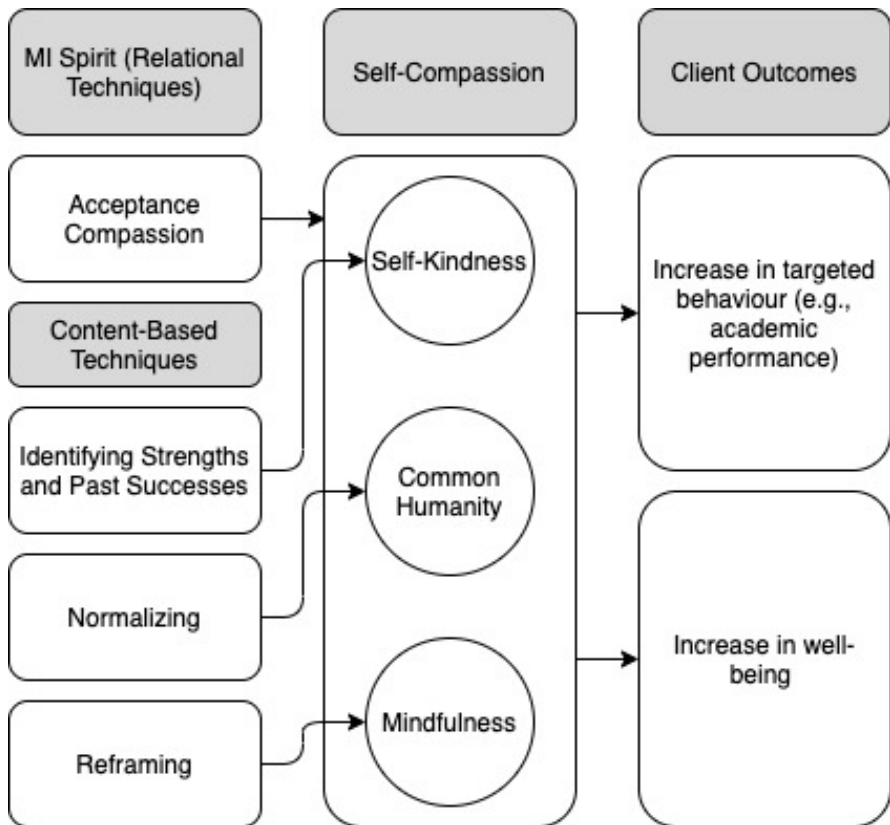 MI Spirit (Relational
Techniques)
Self-Compassion
Client Outcomes
Acceptance
Compassion
Content-Based
Techniques
Identifying Strengths
and Past Successes
Normalizing
Reframing
Self-Kindness
Common
Humanity
Mindfulness
Increase in targeted
behaviour (e.g.,
academic
performance)
Increase in well-
being